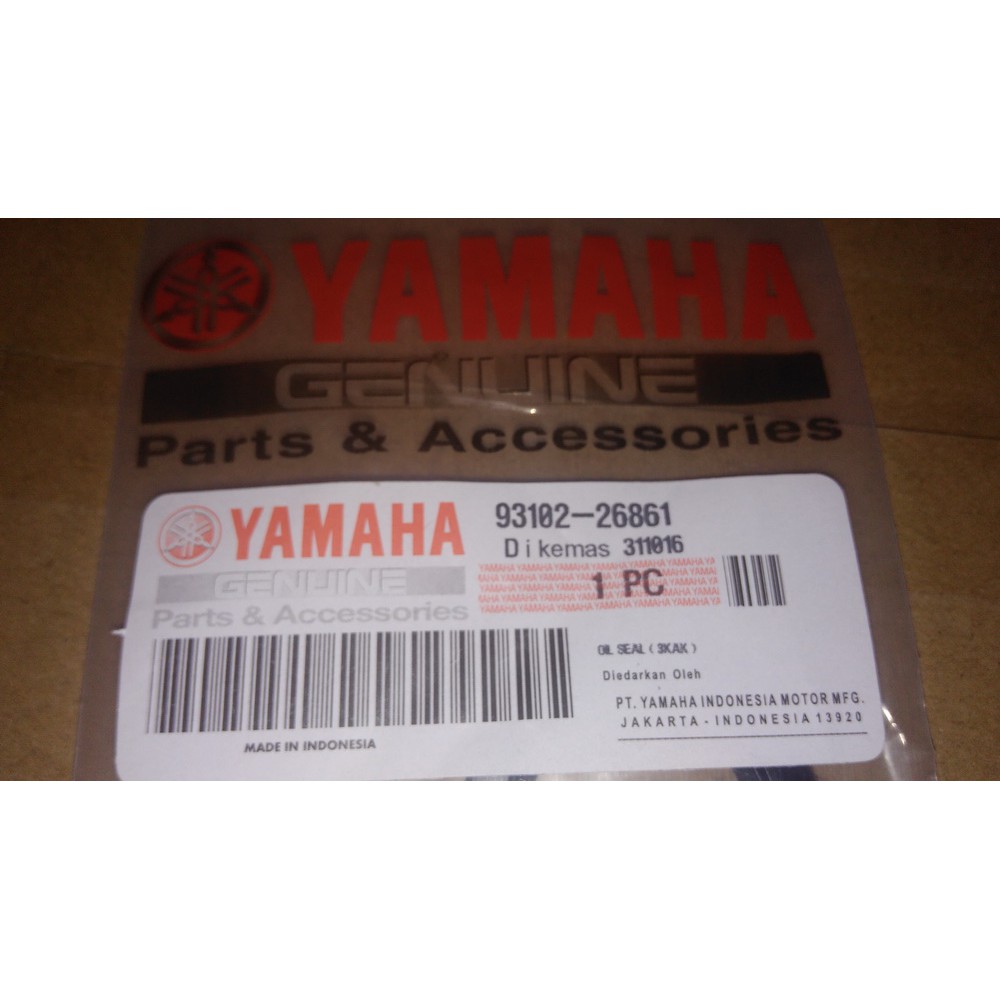 YAMAHA
GENUINE
Parts & Accessories
YAMAHA
GENUINE
Parts & Accessories
93102-26861
Dikemas 311016
1 PC
OIL SEAL (3KAK)
Diedarkan Oleh
PT. YAMAHA INDONESIA MOTOR MFG.
JAKARTA - INDONESIA 13920
MADE IN INDONESIA